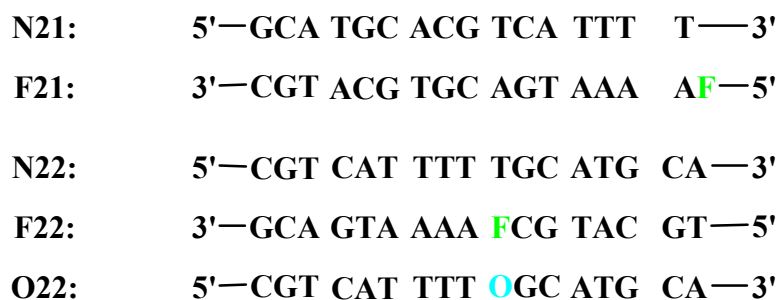 N21: 5'—GCA TGC ACG TCA TTT T—3'
F21: 3'—CGT ACG TGC AGT AAA AF—5'
N22: 5'—CGT CAT TTT TGC ATG CA—3'
F22: 3'—GCA GTA AAA FCG TAC GT—5'
O22: 5'—CGT CAT TTT OGC ATG CA—3'